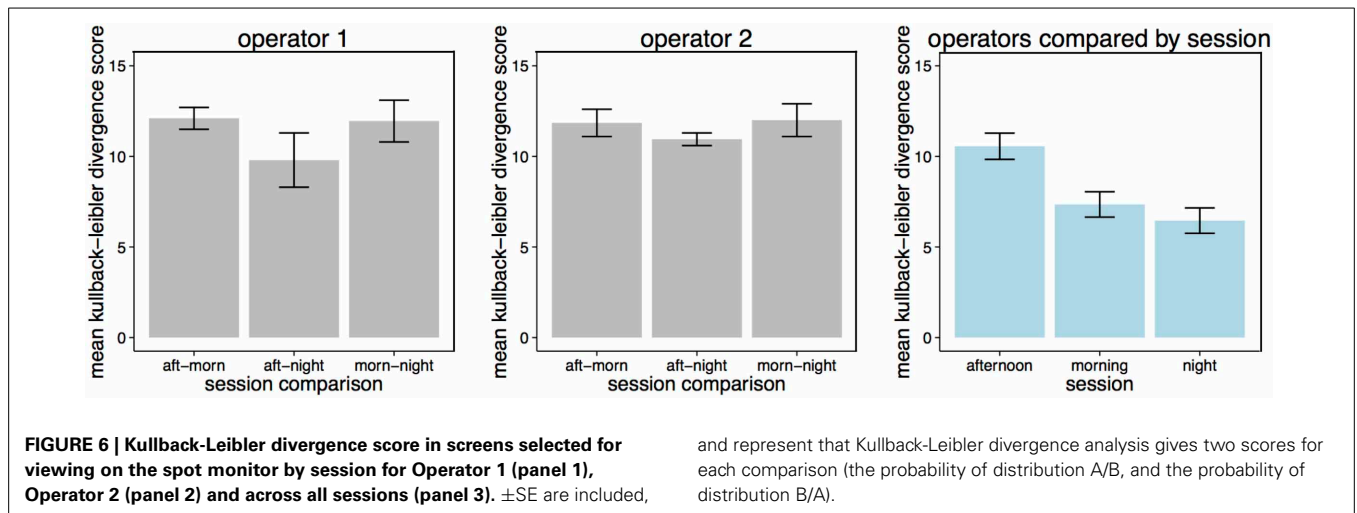 operator 1
mean kullback–leibler divergence score
15
10
5
0
aft–morn aft–night morn–night
session comparison
operator 2
mean kullback–leibler divergence score
15
10
5
0
aft–morn aft–night morn–night
session comparison
operators compared by session
mean kullback–leibler divergence score
15
10
5
0
afternoon morning night
session
FIGURE 6 | Kullback-Leibler divergence score in screens selected for
viewing on the spot monitor by session for Operator 1 (panel 1),
Operator 2 (panel 2) and across all sessions (panel 3). ±SE are included,
and represent that Kullback-Leibler divergence analysis gives two scores for
each comparison (the probability of distribution A/B, and the probability of
distribution B/A).